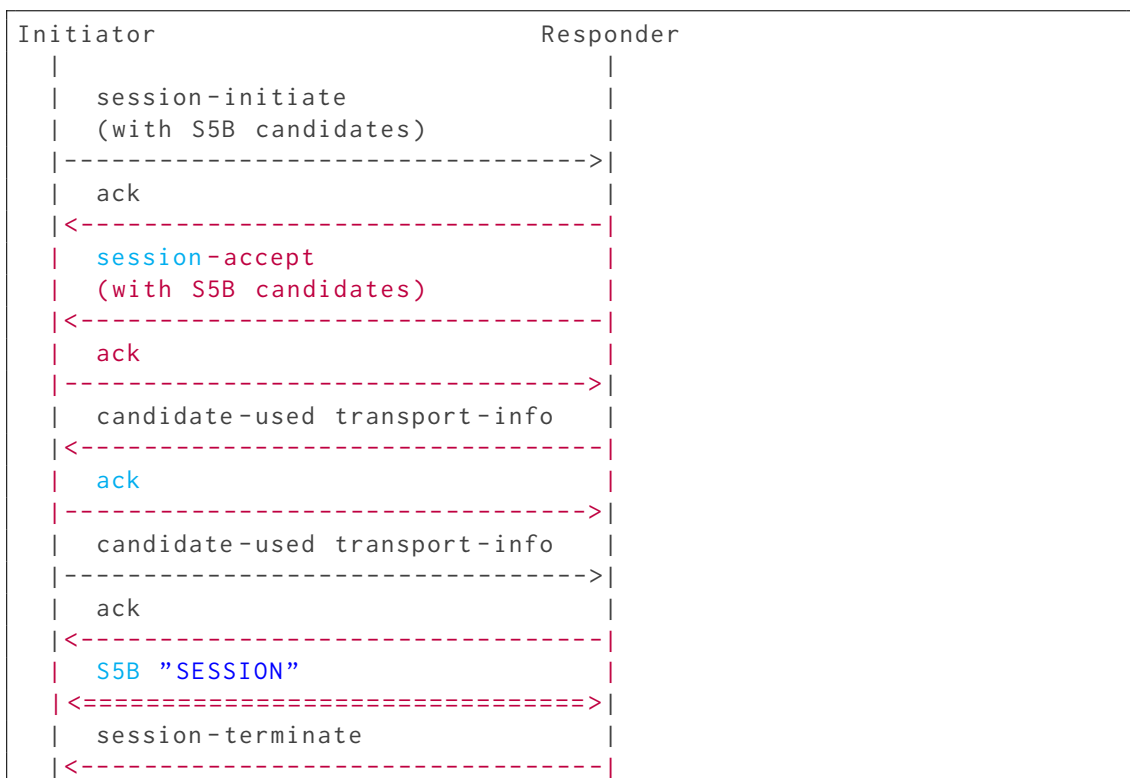 Initiator                        Responder
  |                                  |
  |  session-initiate                |
  |  (with S5B candidates)           |
  |--------------------------------->|
  |  ack                             |
  |<---------------------------------|
  |  session-accept                  |
  |  (with S5B candidates)           |
  |<---------------------------------|
  |  ack                             |
  |--------------------------------->|
  |  candidate-used transport-info   |
  |<---------------------------------|
  |  ack                             |
  |--------------------------------->|
  |  candidate-used transport-info   |
  |--------------------------------->|
  |  ack                             |
  |<---------------------------------|
  |  S5B ”SESSION”                   |
  |<================================>|
  |  session-terminate               |
  |<---------------------------------|